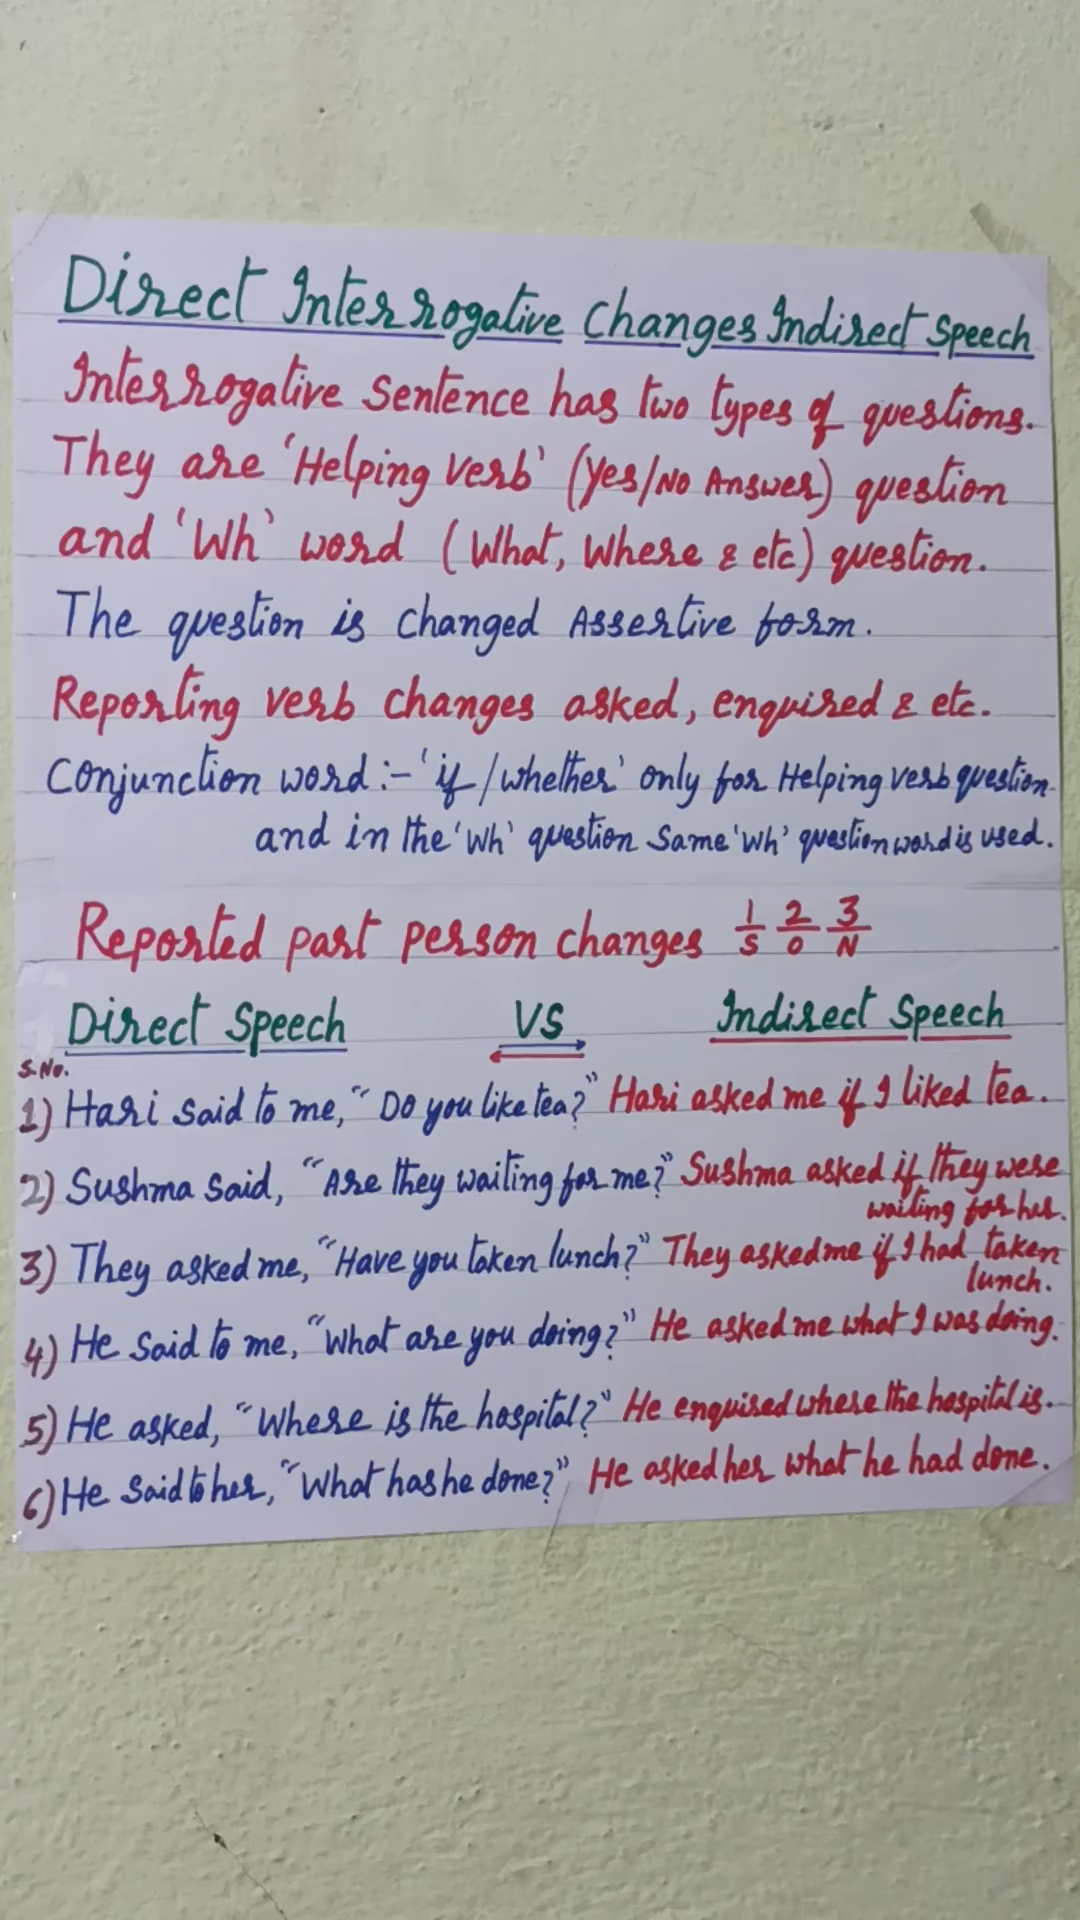 Direct Interrogative Changes Indirect Speech
Interrogative Sentence has two types of questions.
They are 'Helping Verb' (Yes/No Answer) question
and 'Wh' word (What, Where & etc) question.
The question is changed Assertive form.
Reporting verb changes asked, enquired & etc.
Conjunction word :- 'if/whether' only for Helping verb question
and in the 'Wh' question Same 'Wh' question word is used.
Reported part person changes 1/S 2/O 3/N
Direct Speech VS Indirect Speech
S.No.
1) Hari said to me, "Do you like tea?" Hari asked me if I liked tea.
2) Sushma said, "Are they waiting for me?" Sushma asked if they were
waiting for her.
3) They asked me, "Have you taken lunch?" They asked me if I had taken
lunch.
4) He said to me, "What are you doing?" He asked me what I was doing.
5) He asked, "Where is the hospital?" He enquired where the hospital is.
6) He said to her, "What has he done?" He asked her what he had done.